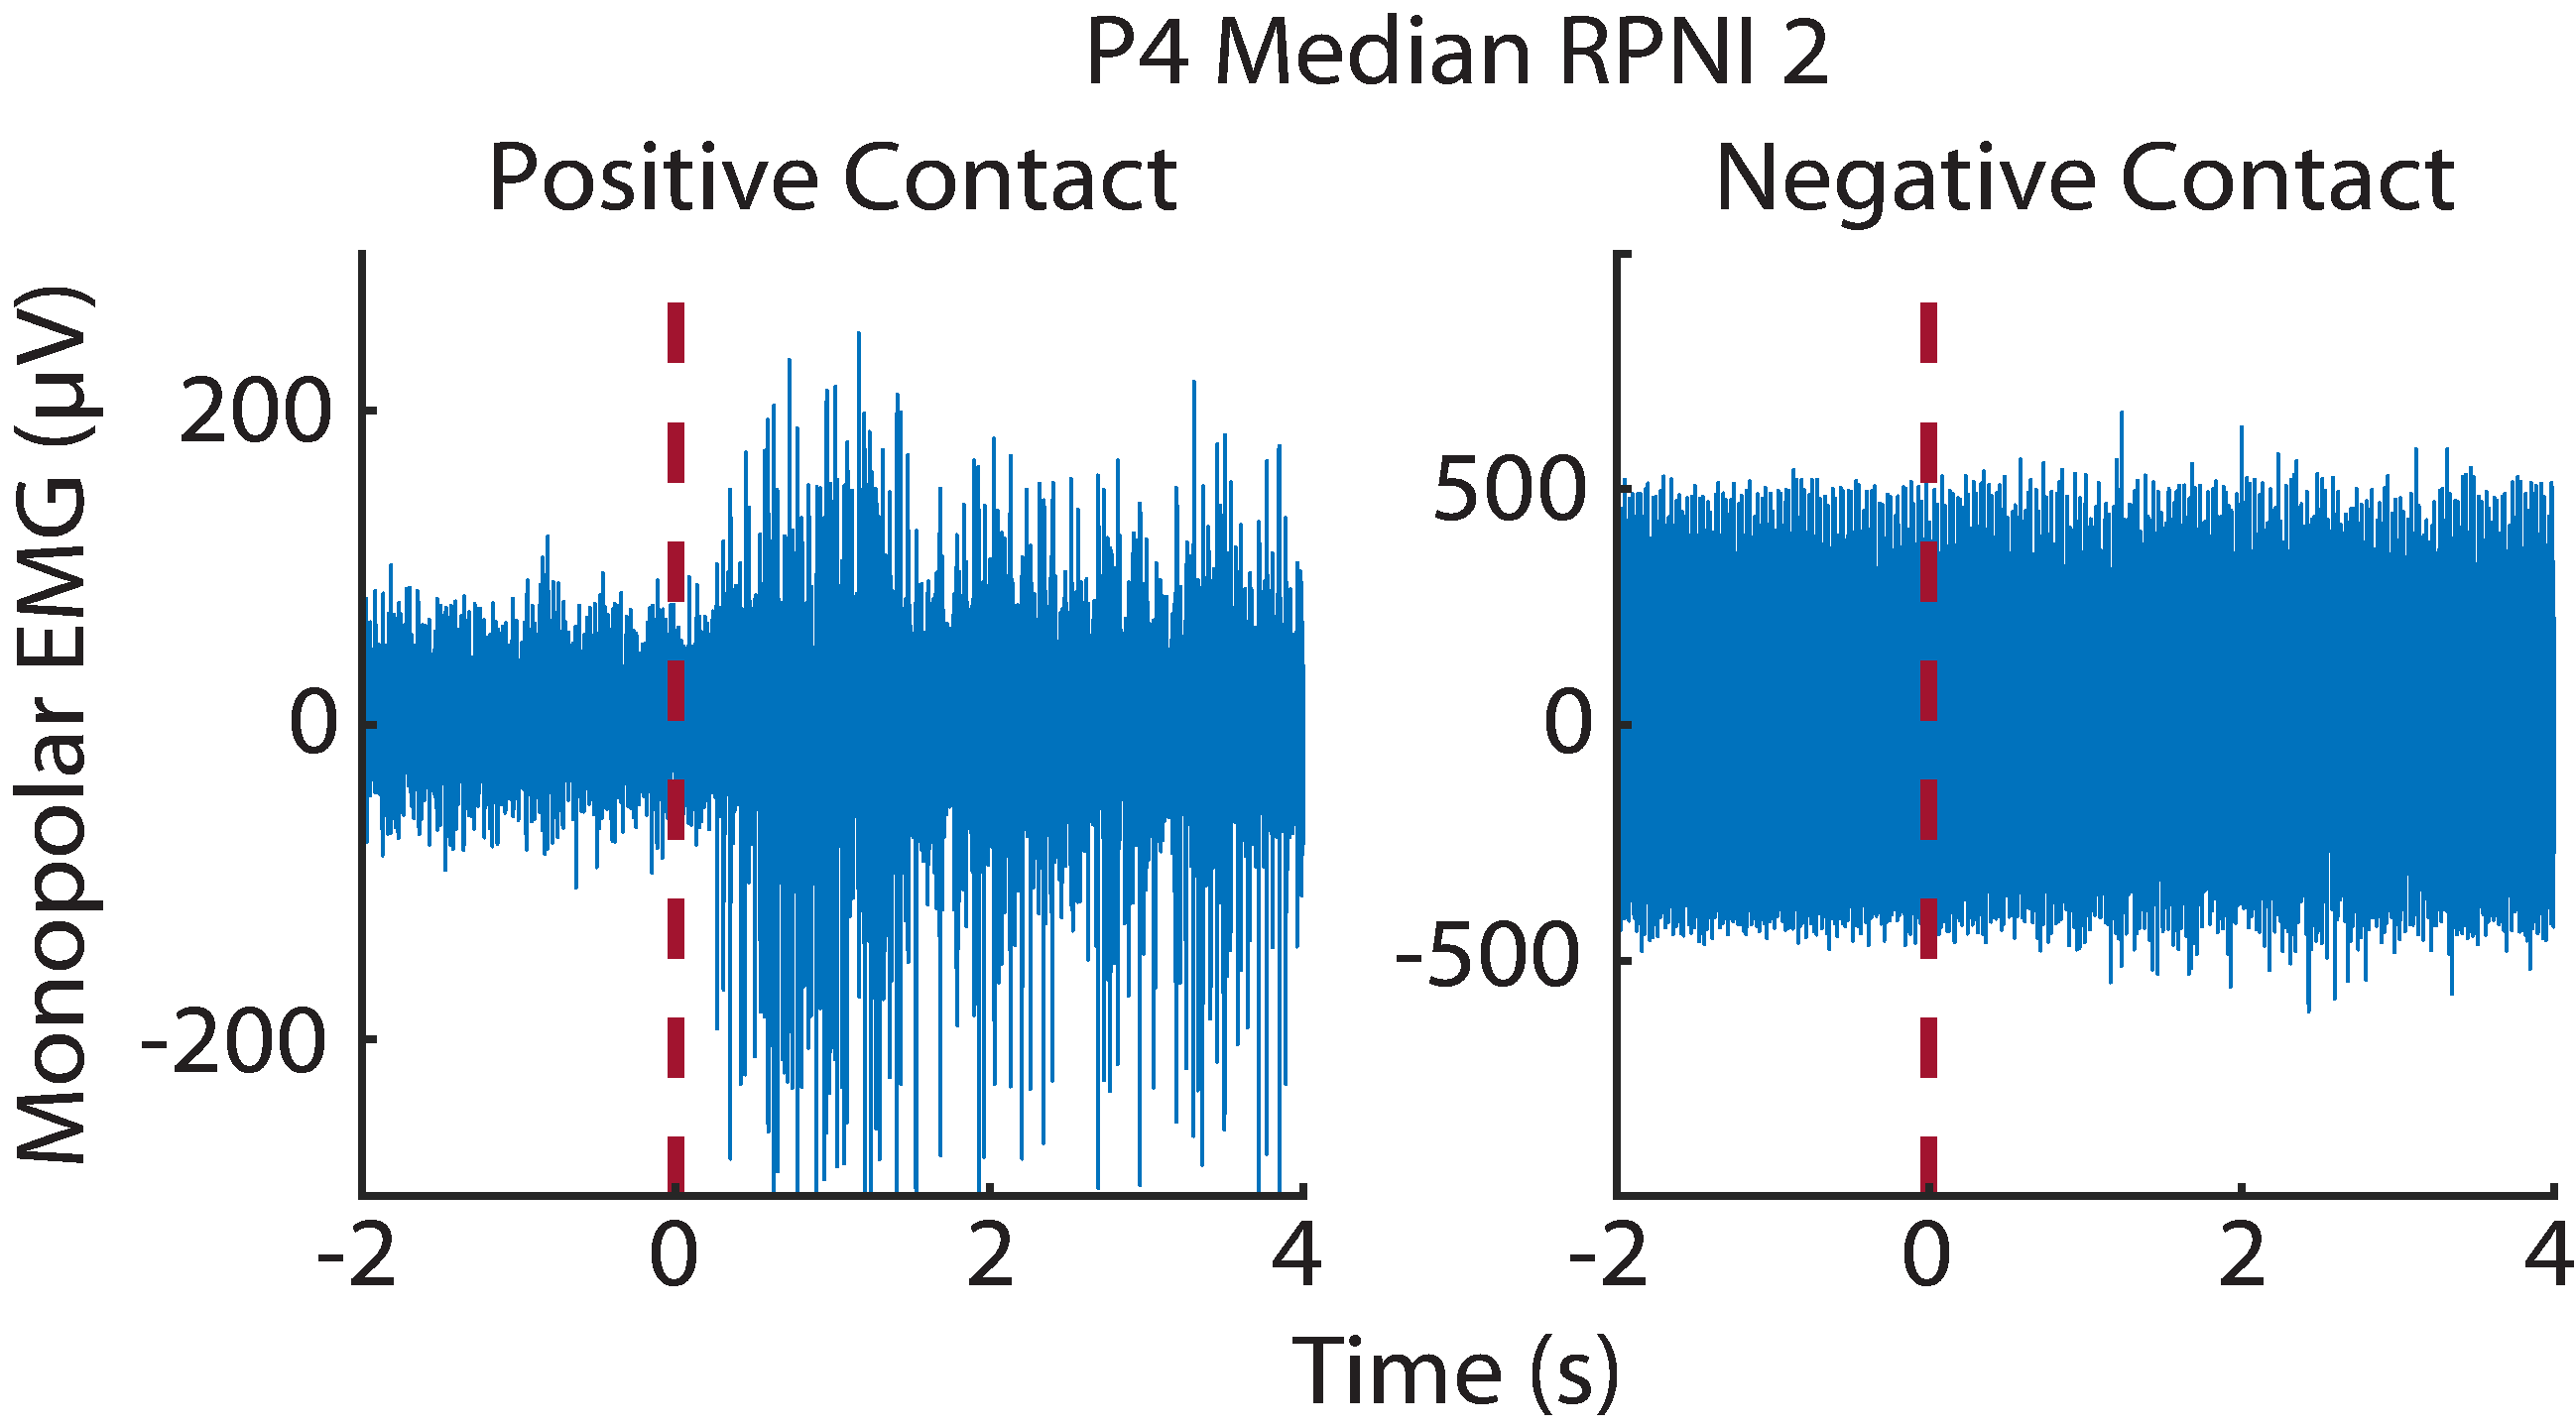 P4 Median RPNI 2
Positive Contact
Negative Contact
Monopolar EMG (µV)
200
0
-200
500
0
-500
-2 0 2 4
-2 0 2 4
Time (s)